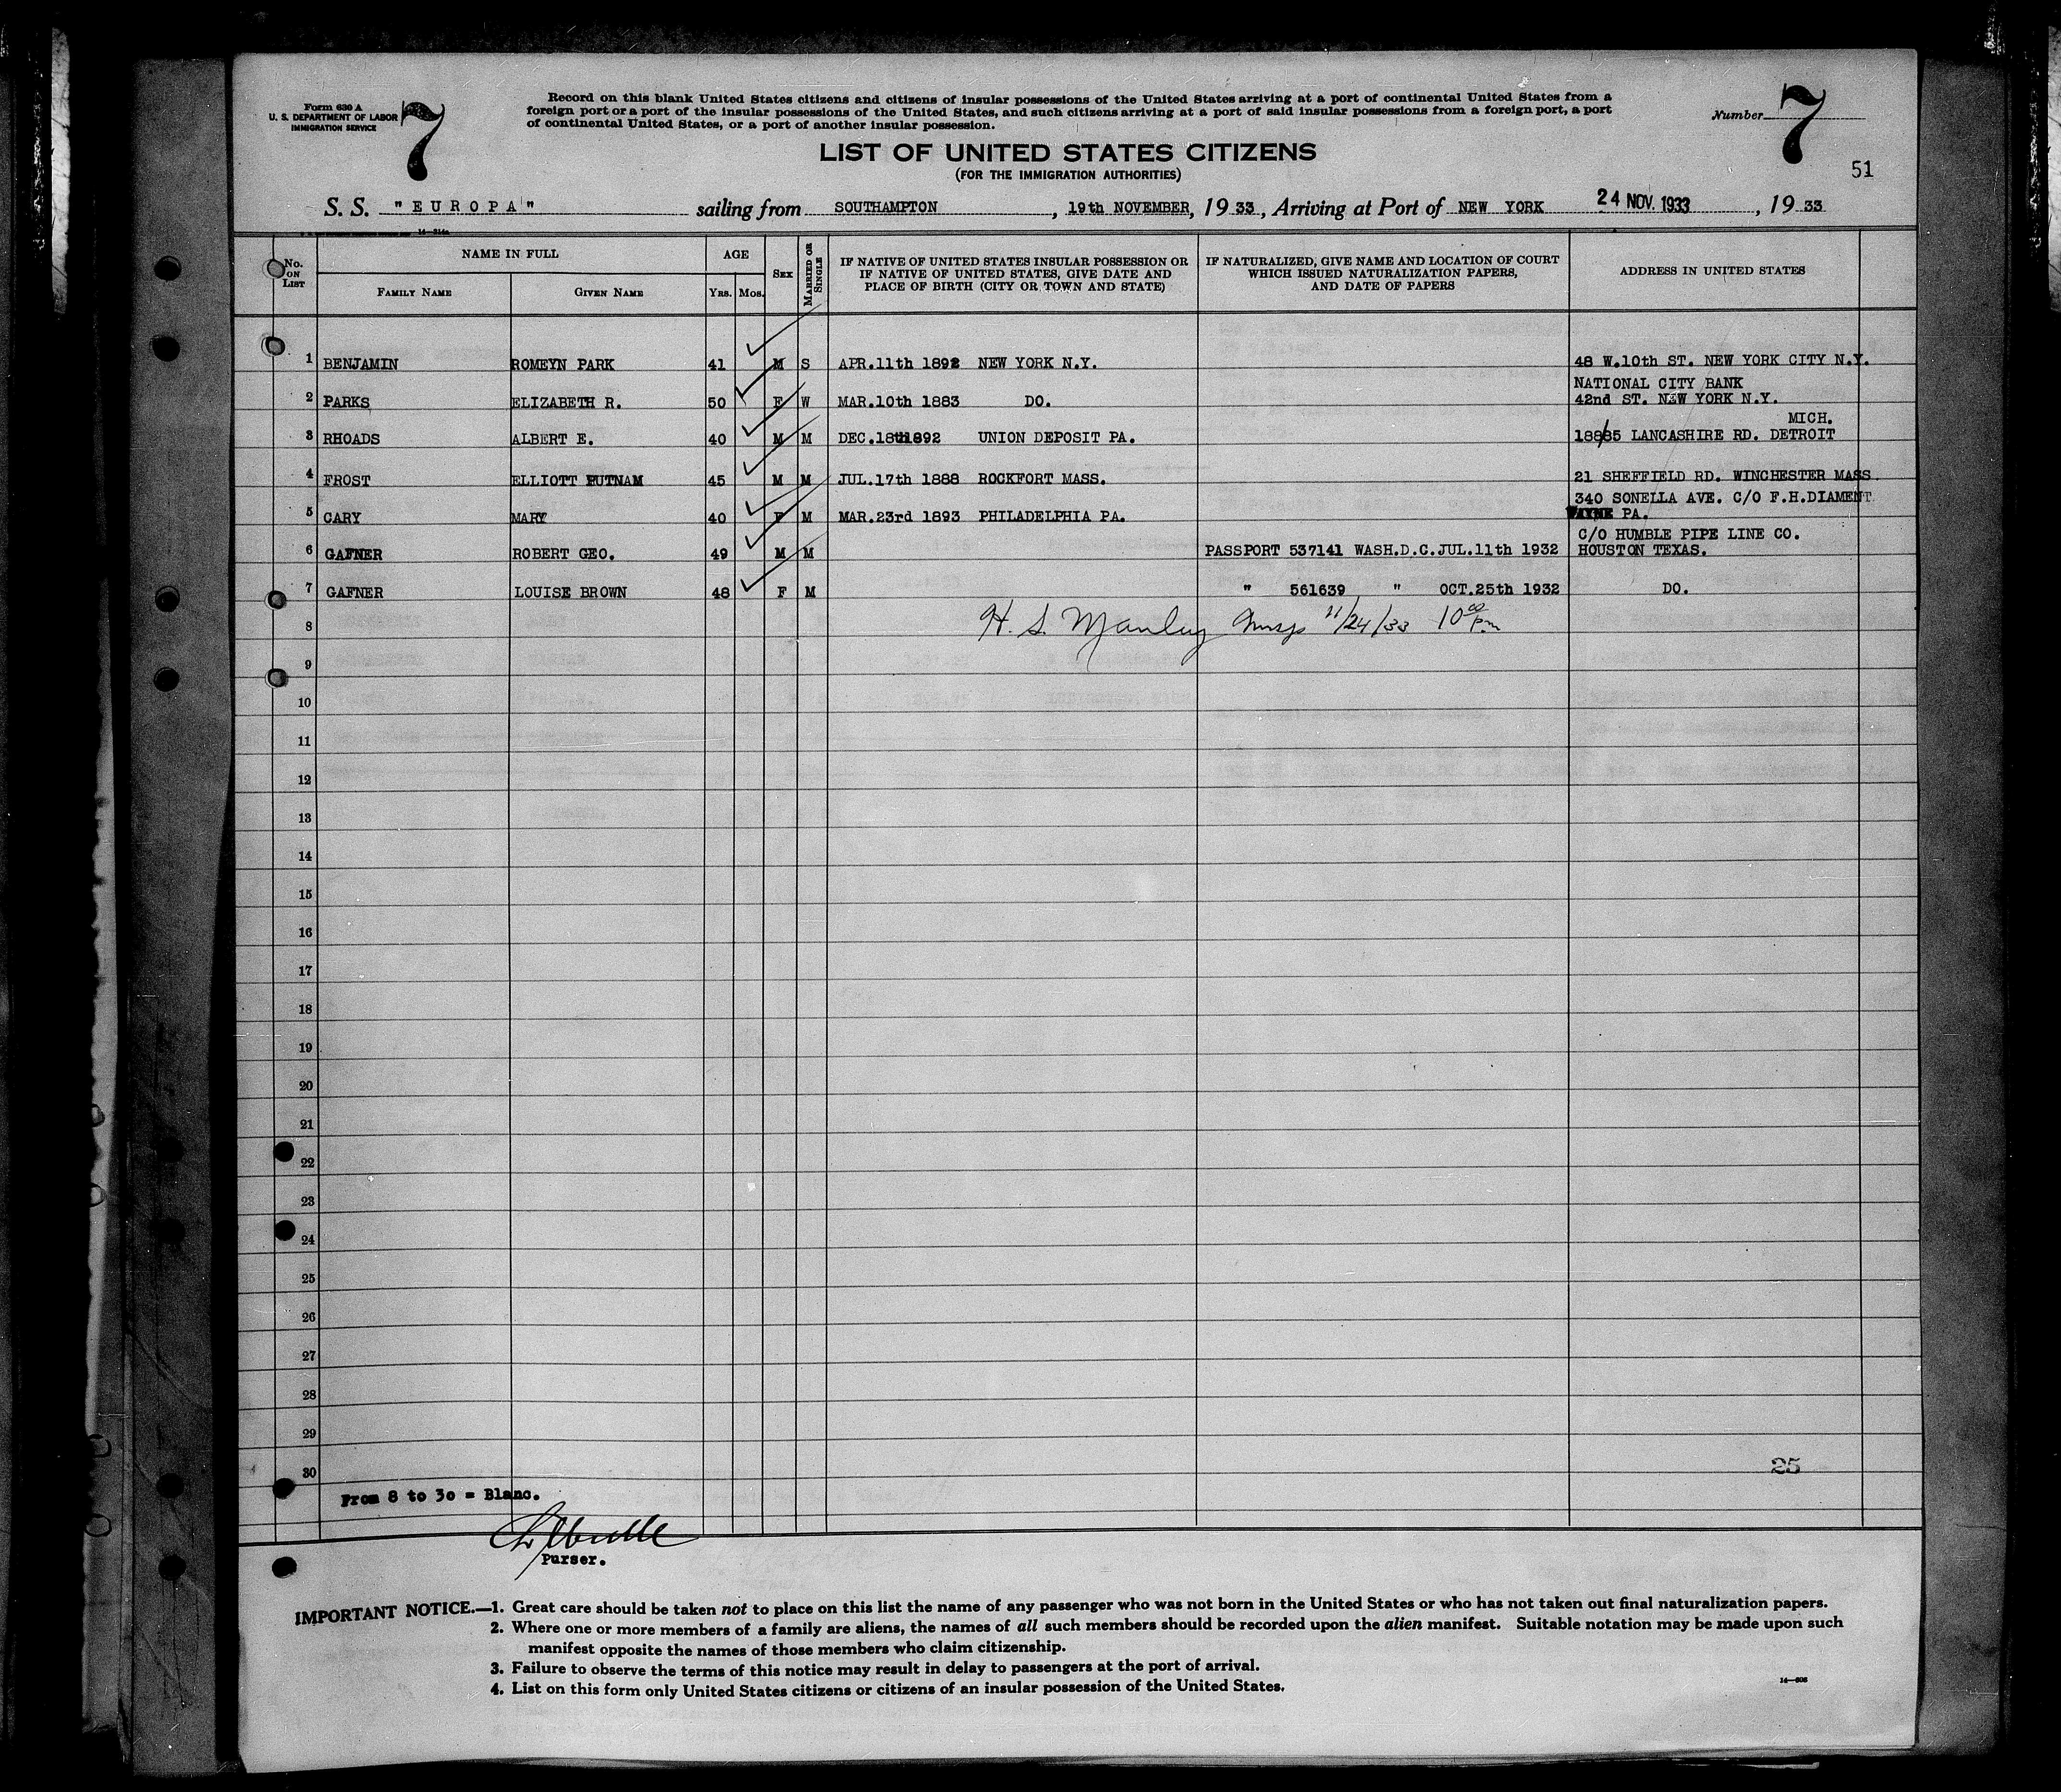 Form 630 A
U. S. DEPARTMENT OF LABOR
IMMIGRATION SERVICE
7
Record on this blank United States citizens and citizens of insular possessions of the United States arriving at a port of continental United States from a
foreign port or a port of the insular possessions of the United States, and such citizens arriving at a port of said insular possessions from a foreign port, a port
of continental United States, or a port of another insular possession.
Number 7
LIST OF UNITED STATES CITIZENS
(FOR THE IMMIGRATION AUTHORITIES)
51
S. S. "EUROPA" sailing from SOUTHAMPTON, 19th NOVEMBER, 1933, Arriving at Port of NEW YORK 24 NOV. 1933, 1933
No. ON LIST
NAME IN FULL
FAMILY NAME GIVEN NAME
AGE
YRS. MOS.
SEX
MARRIED OR SINGLE
IF NATIVE OF UNITED STATES INSULAR POSSESSION OR
IF NATIVE OF UNITED STATES, GIVE DATE AND
PLACE OF BIRTH (CITY OR TOWN AND STATE)
IF NATURALIZED, GIVE NAME AND LOCATION OF COURT
WHICH ISSUED NATURALIZATION PAPERS,
AND DATE OF PAPERS
ADDRESS IN UNITED STATES
1 BENJAMIN ROMEYN PARK 41 M S APR.11th 1892 NEW YORK N.Y. 48 W.10th ST. NEW YORK CITY N.Y.
NATIONAL CITY BANK
2 PARKS ELIZABETH R. 50 F W MAR.10th 1883 DO. 42nd ST. NEW YORK N.Y.
MICH.
3 RHOADS ALBERT E. 40 M M DEC.18th1892 UNION DEPOSIT PA. 18885 LANCASHIRE RD. DETROIT
4 FROST ELLIOTT PUTNAM 45 M M JUL.17th 1888 ROCKFORT MASS. 21 SHEFFIELD RD. WINCHESTER MASS.
340 SONELLA AVE. C/O F.H.DIAMENT
5 CARY MARY 40 F M MAR.23rd 1893 PHILADELPHIA PA. WAYNE PA.
C/O HUMBLE PIPE LINE CO.
6 GAFNER ROBERT GEO. 49 M M PASSPORT 537141 WASH.D.C.JUL.11th 1932 HOUSTON TEXAS.
7 GAFNER LOUISE BROWN 48 F M " 561639 " OCT.25th 1932 DO.
8 H. S. Manley 11/24/33 10 00 pm
9
10
11
12
13
14
15
16
17
18
19
20
21
22
23
24
25
26
27
28
29
30
25
From 8 to 30 = Blanc.
Purser.
IMPORTANT NOTICE.—1. Great care should be taken not to place on this list the name of any passenger who was not born in the United States or who has not taken out final naturalization papers.
2. Where one or more members of a family are aliens, the names of all such members should be recorded upon the alien manifest. Suitable notation may be made upon such
manifest opposite the names of those members who claim citizenship.
3. Failure to observe the terms of this notice may result in delay to passengers at the port of arrival.
4. List on this form only United States citizens or citizens of an insular possession of the United States.